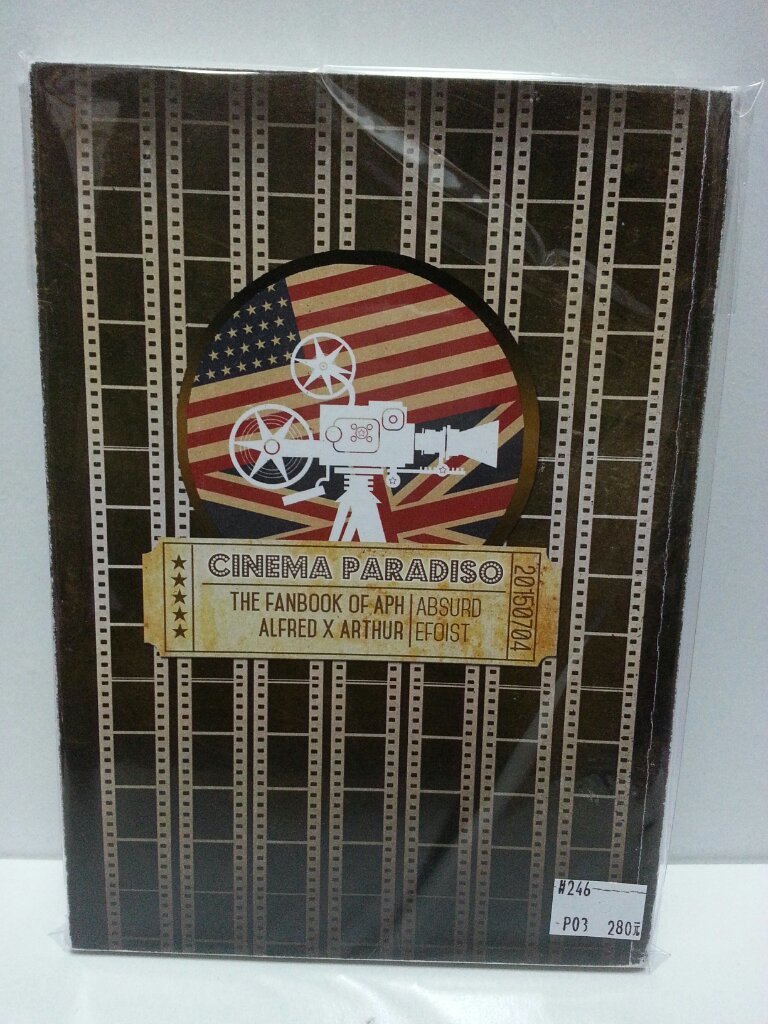 CINEMA PARADISO
THE FANBOOK OF APH
ALFRED X ARTHUR
ABSURD
EFOIST
20150704
#246
P03 280元